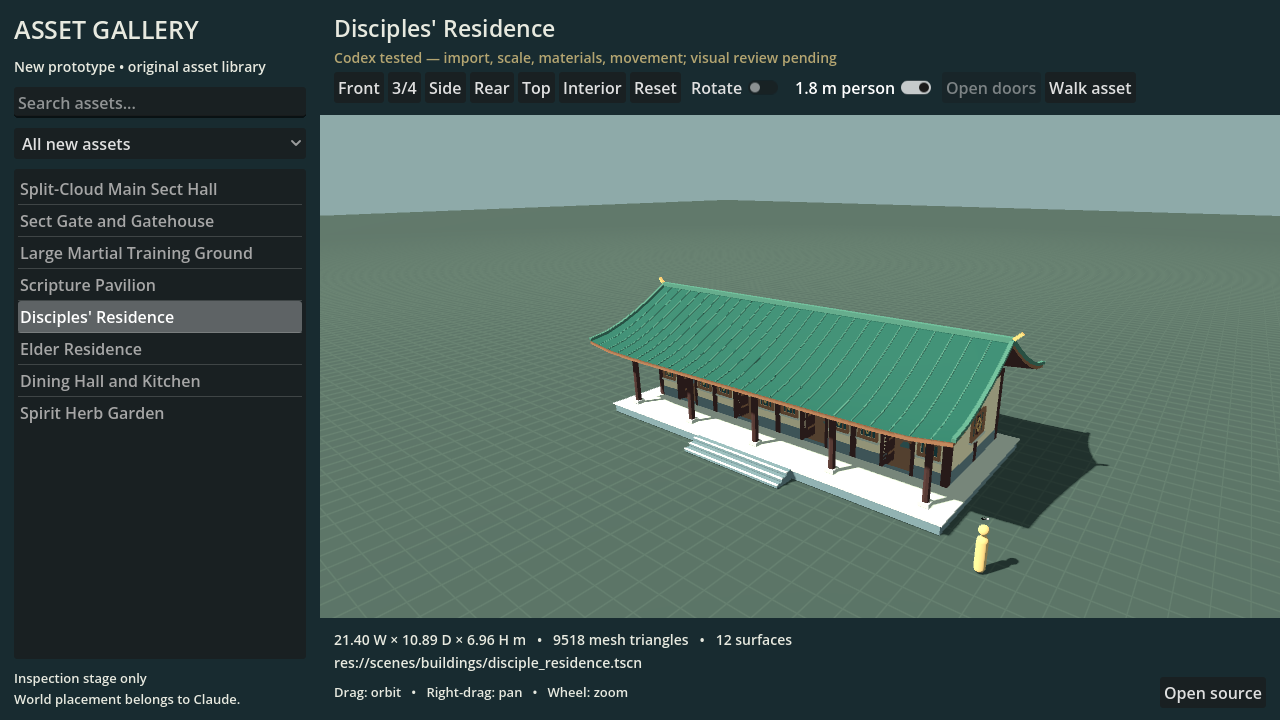 ASSET GALLERY
New prototype • original asset library
Search assets...
All new assets
Split-Cloud Main Sect Hall
Sect Gate and Gatehouse
Large Martial Training Ground
Scripture Pavilion
Disciples' Residence
Elder Residence
Dining Hall and Kitchen
Spirit Herb Garden
Inspection stage only
World placement belongs to Claude.
Disciples' Residence
Codex tested — import, scale, materials, movement; visual review pending
Front 3/4 Side Rear Top Interior Reset Rotate 1.8 m person Open doors Walk asset
21.40 W × 10.89 D × 6.96 H m • 9518 mesh triangles • 12 surfaces
res://scenes/buildings/disciple_residence.tscn
Drag: orbit • Right-drag: pan • Wheel: zoom
Open source